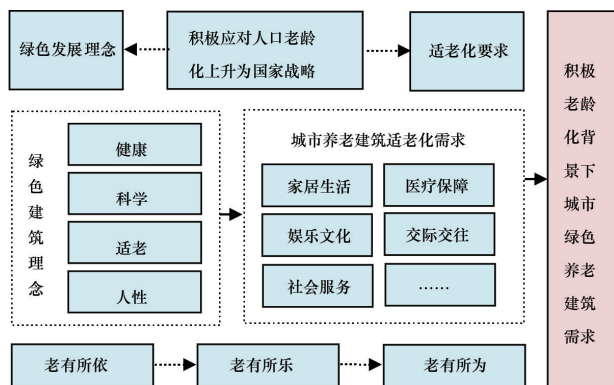 绿色发展理念
积极应对人口老龄
化上升为国家战略
适老化要求
绿
色
建
筑
理
念
健康
科学
适老
人性
城市养老建筑适老化需求
家居生活
医疗保障
娱乐文化
交际交往
社会服务
……
老有所依
老有所乐
老有所为
积极
老龄
化背
景下
城市
绿色
养老
建筑
需求